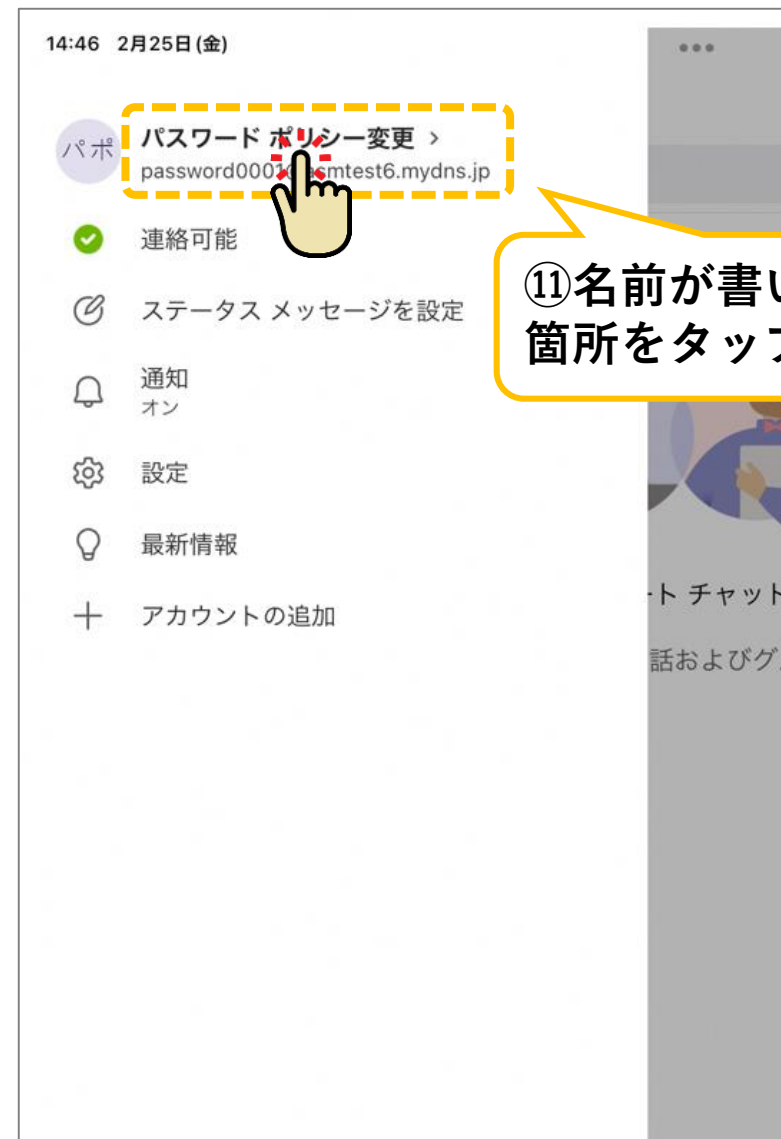 14:46 2月25日(金)
パポ
パスワード ポリシー変更 >
password0001 asmtest6.mydns.jp
連絡可能
⑪名前が書い
箇所をタップ
ステータス メッセージを設定
通知
オン
設定
最新情報
アカウントの追加
ート チャット
話およびグ